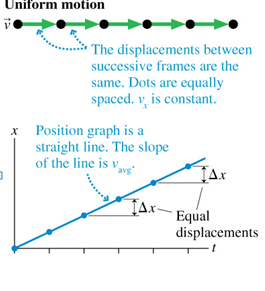 Uniform motion
v
The displacements between
successive frames are the
same. Dots are equally
spaced. vx is constant.
x
Position graph is a
straight line. The slope
of the line is vavg.
Δx
Δx
Equal
displacements
t